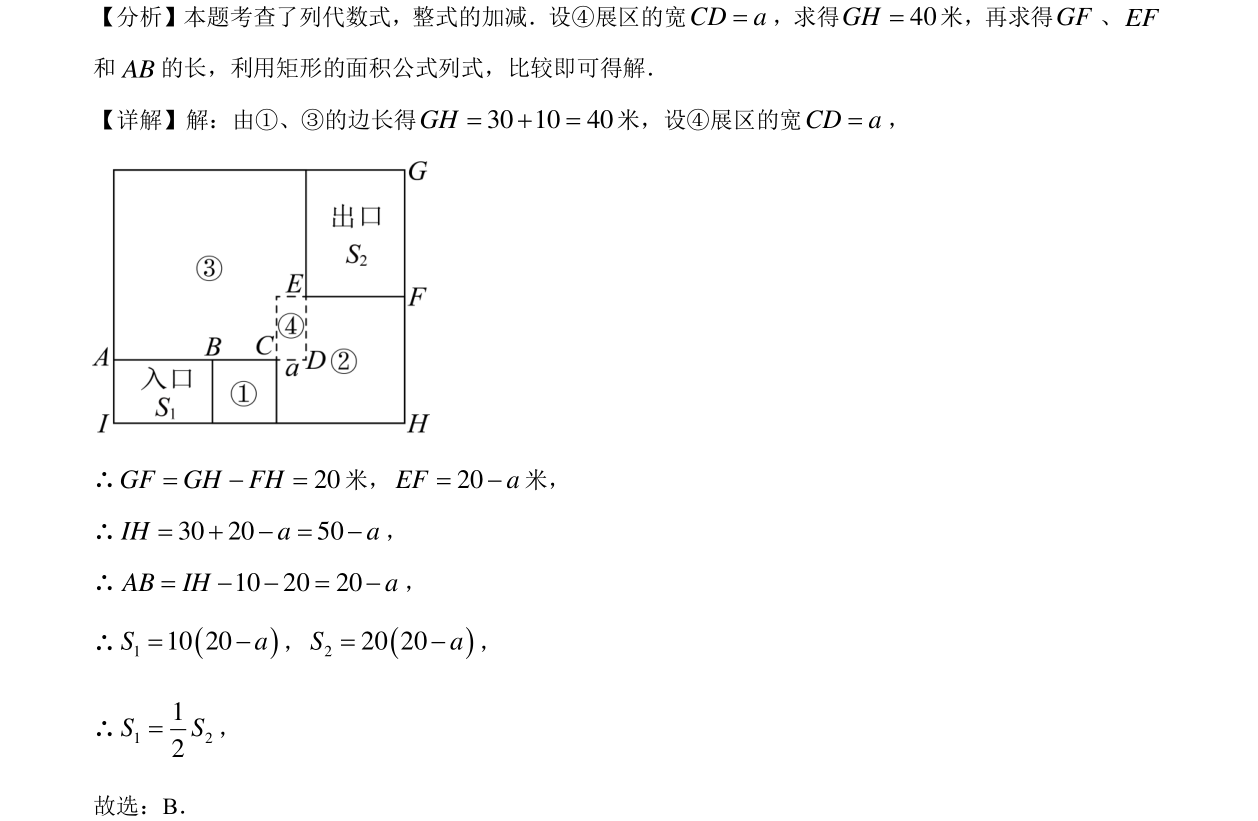 【分析】本题考查了列代数式，整式的加减．设④展区的宽CD = a，求得GH = 40米，再求得GF 、EF
和 AB 的长，利用矩形的面积公式列式，比较即可得解．
【详解】解：由①、③的边长得GH = 30+10 = 40米，设④展区的宽CD = a，
G
出口
S₂
③
E
F
④
A
B
C
a
D
②
入口
S₁
①
I
H
∴GF = GH − FH = 20米，EF = 20−a米，
∴IH = 30+20−a = 50−a，
∴AB = IH −10−20 = 20−a，
∴S₁ =10(20−a)，S₂ = 20(20−a)，
∴S₁ = 1/2 S₂，
故选：B．